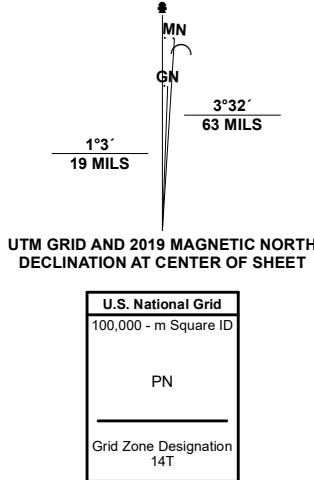 MN
GN
3°32´
63 MILS
1°3´
19 MILS
UTM GRID AND 2019 MAGNETIC NORTH
DECLINATION AT CENTER OF SHEET
U.S. National Grid
100,000 - m Square ID
PN
Grid Zone Designation
14T